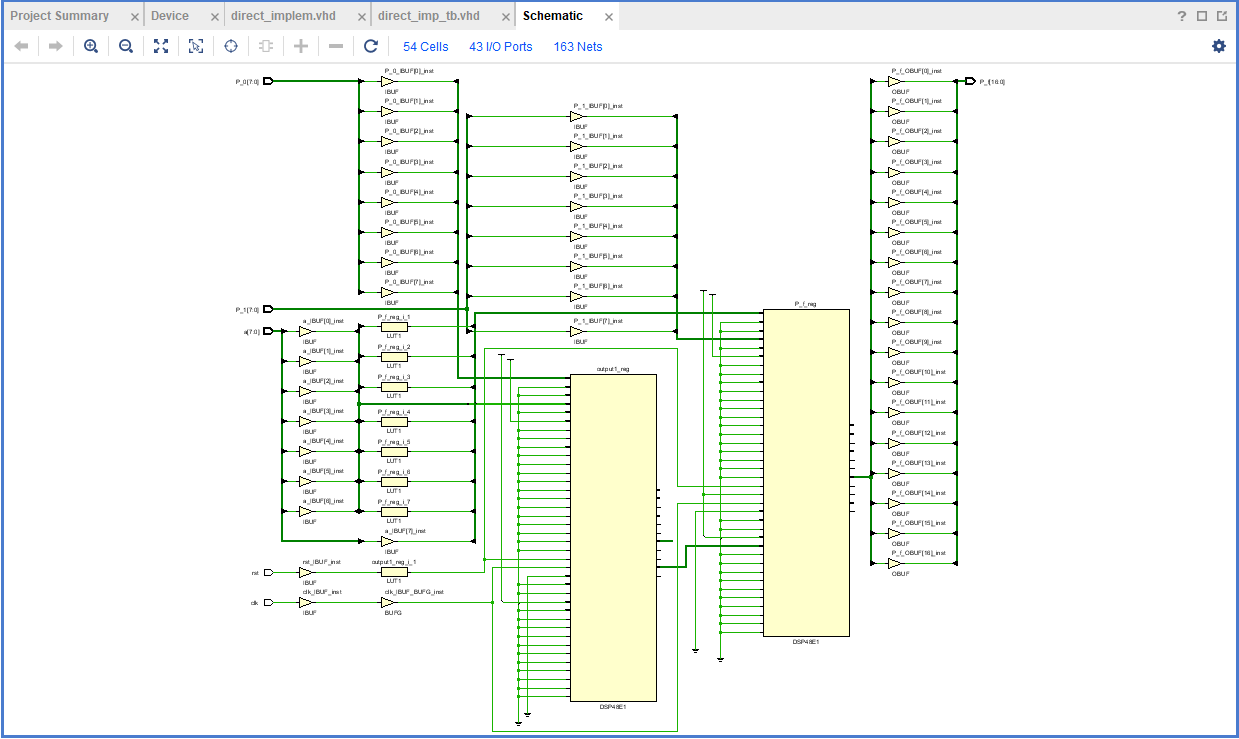 Project Summary
Device
direct_implem.vhd
direct_imp_tb.vhd
Schematic
54 Cells
43 I/O Ports
163 Nets
P_0[7:0]
P_0_IBUF[0]_inst
IBUF
P_0_IBUF[1]_inst
IBUF
P_0_IBUF[2]_inst
IBUF
P_0_IBUF[3]_inst
IBUF
P_0_IBUF[4]_inst
IBUF
P_0_IBUF[5]_inst
IBUF
P_0_IBUF[6]_inst
IBUF
P_0_IBUF[7]_inst
IBUF
P_1[7:0]
P_1_IBUF[0]_inst
IBUF
P_1_IBUF[1]_inst
IBUF
P_1_IBUF[2]_inst
IBUF
P_1_IBUF[3]_inst
IBUF
P_1_IBUF[4]_inst
IBUF
P_1_IBUF[5]_inst
IBUF
P_1_IBUF[6]_inst
IBUF
P_1_IBUF[7]_inst
IBUF
a[7:0]
a_IBUF[0]_inst
IBUF
a_IBUF[1]_inst
IBUF
a_IBUF[2]_inst
IBUF
a_IBUF[3]_inst
IBUF
a_IBUF[4]_inst
IBUF
a_IBUF[5]_inst
IBUF
a_IBUF[6]_inst
IBUF
P_f_reg_i_1
LUT1
P_f_reg_i_2
LUT1
P_f_reg_i_3
LUT1
P_f_reg_i_4
LUT1
P_f_reg_i_5
LUT1
P_f_reg_i_6
LUT1
P_f_reg_i_7
LUT1
a_IBUF[7]_inst
IBUF
rst
rst_IBUF_inst
IBUF
output1_reg_i_1
LUT1
clk
clk_IBUF_inst
IBUF
clk_IBUF_BUFG_inst
BUFG
output1_reg
DSP48E1
P_f_reg
DSP48E1
P_f_OBUF[0]_inst
OBUF
P_f_OBUF[1]_inst
OBUF
P_f_OBUF[2]_inst
OBUF
P_f_OBUF[3]_inst
OBUF
P_f_OBUF[4]_inst
OBUF
P_f_OBUF[5]_inst
OBUF
P_f_OBUF[6]_inst
OBUF
P_f_OBUF[7]_inst
OBUF
P_f_OBUF[8]_inst
OBUF
P_f_OBUF[9]_inst
OBUF
P_f_OBUF[10]_inst
OBUF
P_f_OBUF[11]_inst
OBUF
P_f_OBUF[12]_inst
OBUF
P_f_OBUF[13]_inst
OBUF
P_f_OBUF[14]_inst
OBUF
P_f_OBUF[15]_inst
OBUF
P_f_OBUF[16]_inst
OBUF
P_f[16:0]